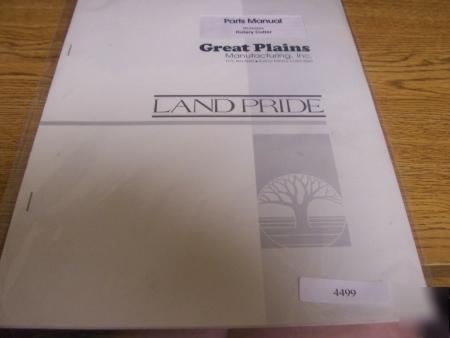 Parts Manual
Rotary Cutter
Great Plains
Manufacturing, Inc.
LAND PRIDE
4499